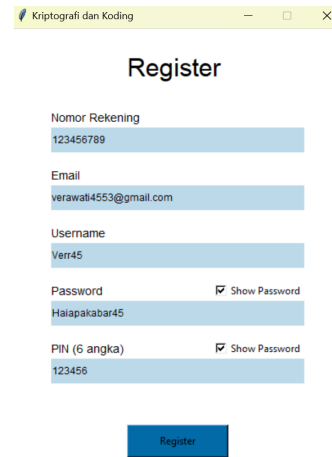 Kriptografi dan Koding
Register
Nomor Rekening
123456789
Email
verawati4553@gmail.com
Username
Verr45
Password Show Password
Haiapakabar45
PIN (6 angka) Show Password
123456
Register